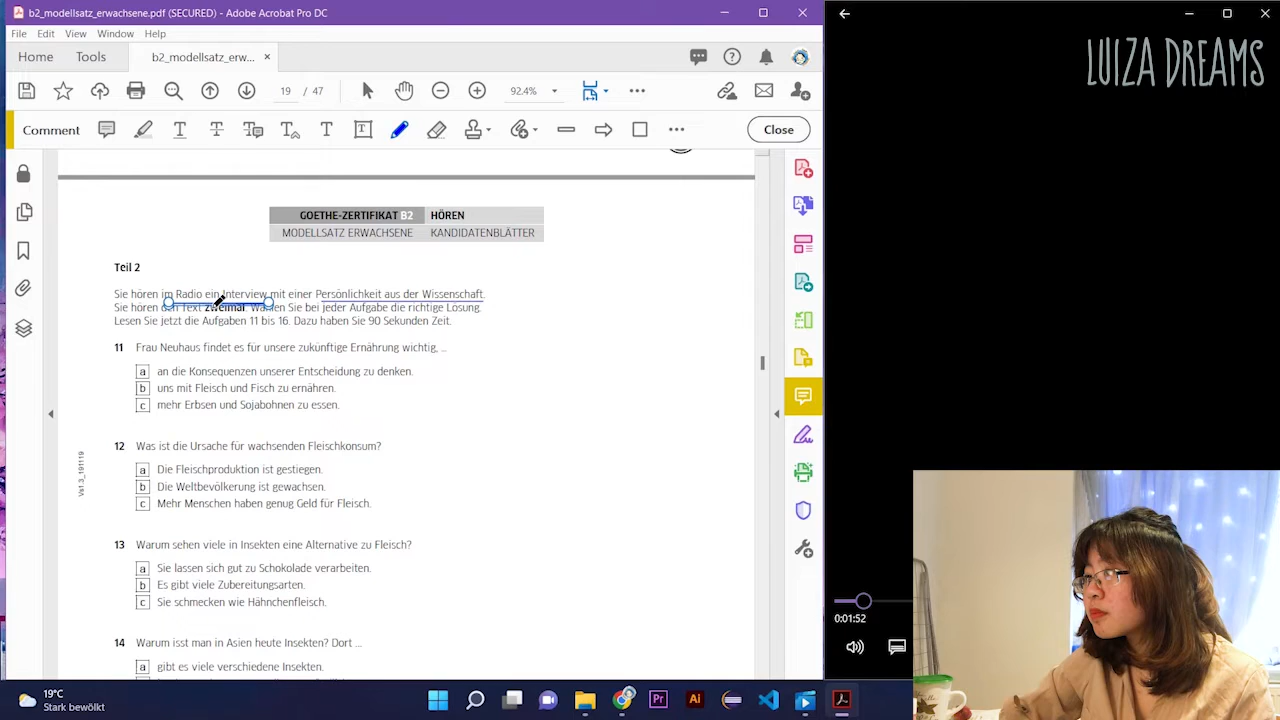 b2_modellsatz_erwachsene.pdf (SECURED) - Adobe Acrobat Pro DC
LUIZA DREAMS
File Edit View Window Help
Home Tools b2_modellsatz_erw... ×
19 / 47 92.4%
Comment Close
GOETHE-ZERTIFIKAT B2 HÖREN
MODELLSATZ ERWACHSENE KANDIDATENBLÄTTER
Teil 2
Sie hören im Radio ein Interview mit einer Persönlichkeit aus der Wissenschaft.
Sie hören den Text zweimal. Wählen Sie bei jeder Aufgabe die richtige Lösung.
Lesen Sie jetzt die Aufgaben 11 bis 16. Dazu haben Sie 90 Sekunden Zeit.
11 Frau Neuhaus findet es für unsere zukünftige Ernährung wichtig, ...
a an die Konsequenzen unserer Entscheidung zu denken.
b uns mit Fleisch und Fisch zu ernähren.
c mehr Erbsen und Sojabohnen zu essen.
12 Was ist die Ursache für wachsenden Fleischkonsum?
a Die Fleischproduktion ist gestiegen.
b Die Weltbevölkerung ist gewachsen.
c Mehr Menschen haben genug Geld für Fleisch.
Vs1.3_191119
13 Warum sehen viele in Insekten eine Alternative zu Fleisch?
a Sie lassen sich gut zu Schokolade verarbeiten.
b Es gibt viele Zubereitungsarten.
c Sie schmecken wie Hähnchenfleisch.
14 Warum isst man in Asien heute Insekten? Dort ...
a gibt es viele verschiedene Insekten.
0:01:52
19°C
Stark bewölkt
Pr Ai